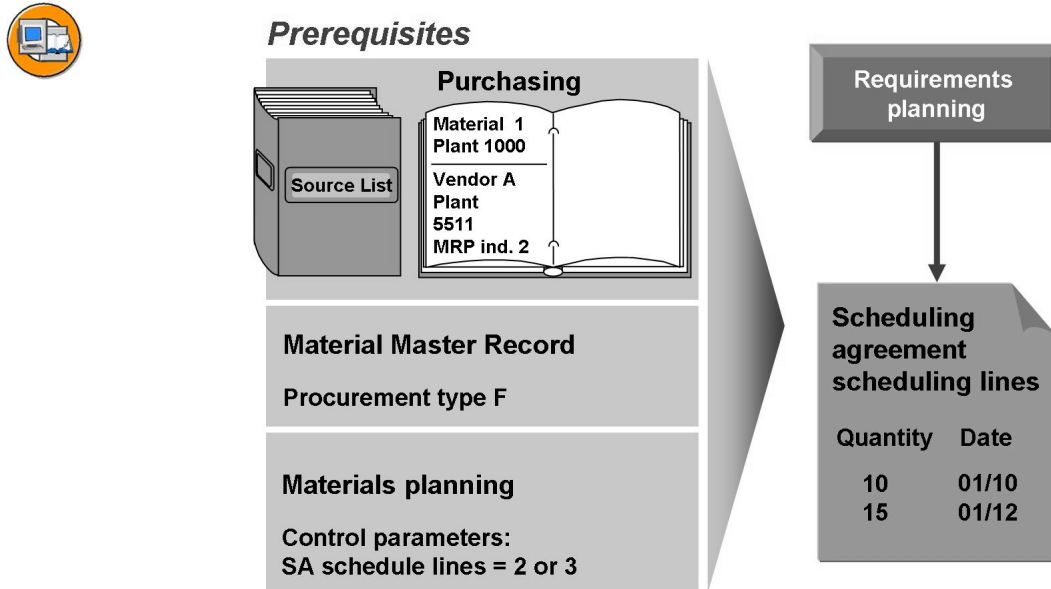 Prerequisites
Purchasing
Source List
Material 1
Plant 1000
Vendor A
Plant
5511
MRP ind. 2
Material Master Record
Procurement type F
Materials planning
Control parameters:
SA schedule lines = 2 or 3
Requirements
planning
Scheduling
agreement
scheduling lines
Quantity Date
10 01/10
15 01/12